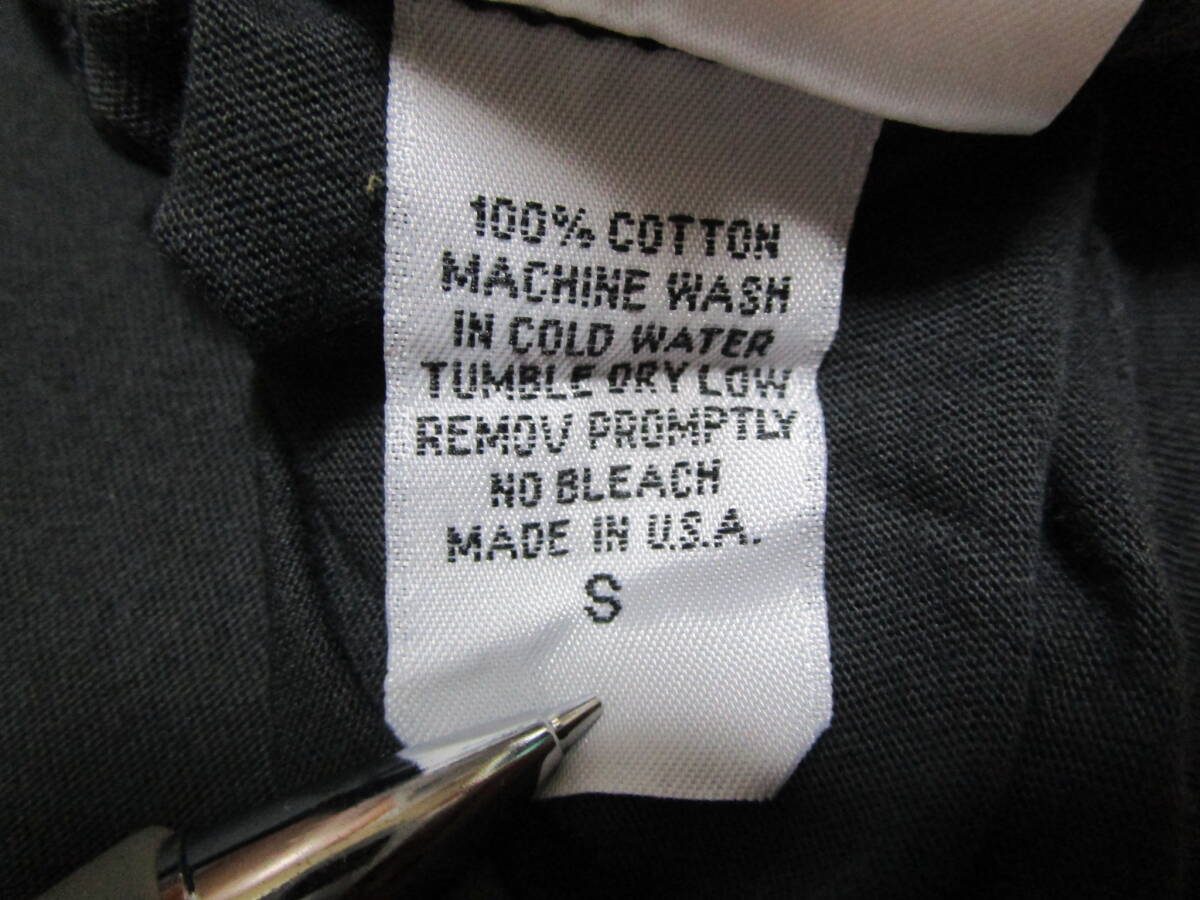 100% COTTON
MACHINE WASH
IN COLD WATER
TUMBLE DRY LOW
REMOV PROMPTLY
NO BLEACH
MADE IN U.S.A.
S